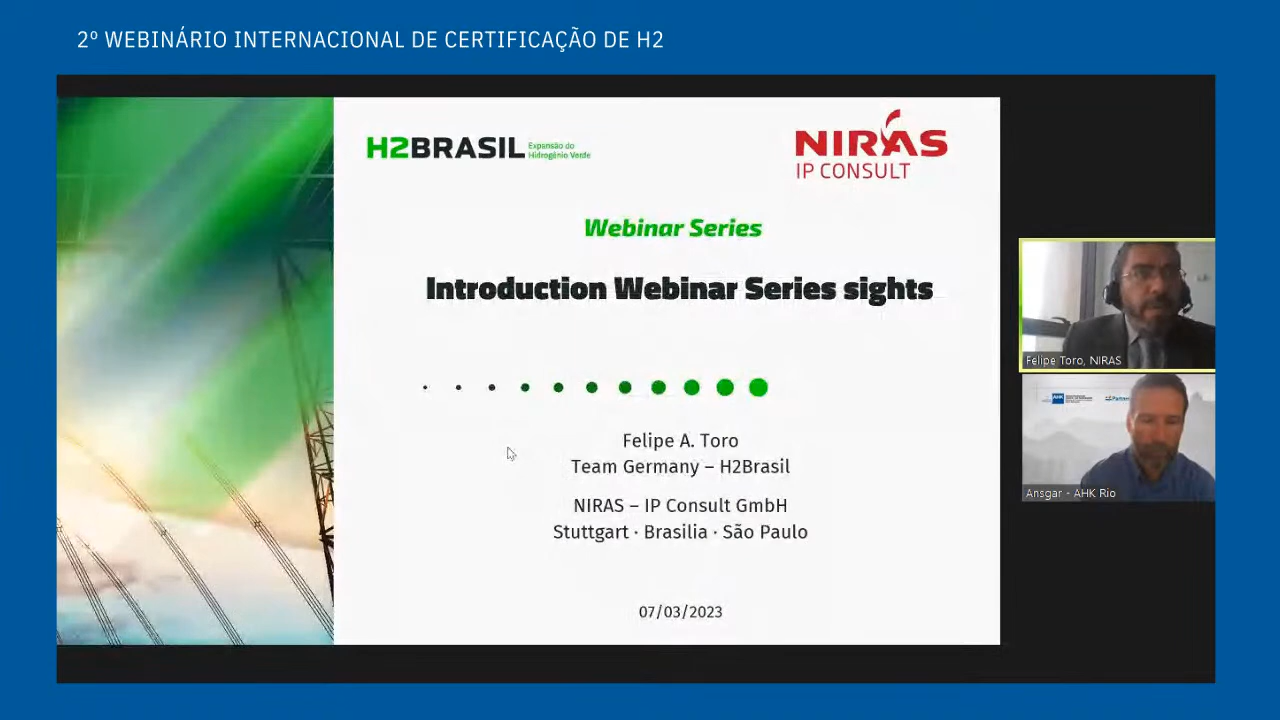 2º WEBINÁRIO INTERNACIONAL DE CERTIFICAÇÃO DE H2
H2BRASIL
Expansão do
Hidrogênio Verde
NIRAS
IP CONSULT
Webinar Series
Introduction Webinar Series sights
Felipe A. Toro
Team Germany – H2Brasil
NIRAS – IP Consult GmbH
Stuttgart · Brasilia · São Paulo
07/03/2023
Felipe Toro, NIRAS
AHK
Ansgar - AHK Rio